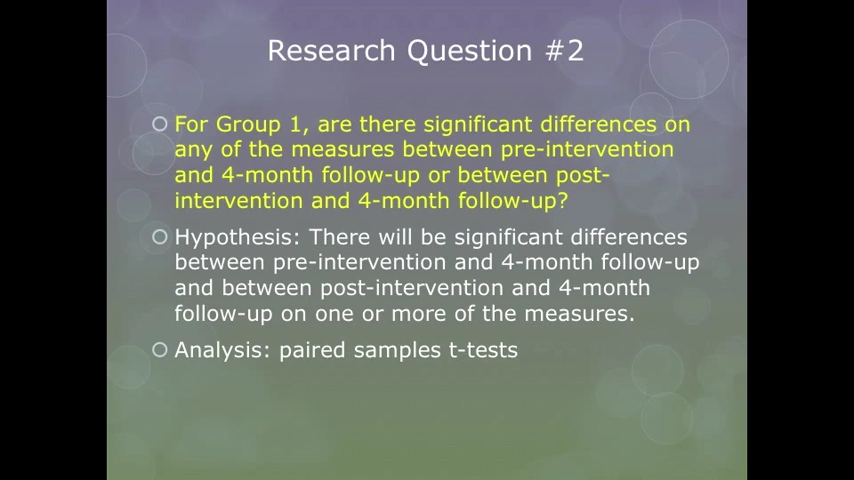 Research Question #2
For Group 1, are there significant differences on
any of the measures between pre-intervention
and 4-month follow-up or between post-
intervention and 4-month follow-up?
Hypothesis: There will be significant differences
between pre-intervention and 4-month follow-up
and between post-intervention and 4-month
follow-up on one or more of the measures.
Analysis: paired samples t-tests